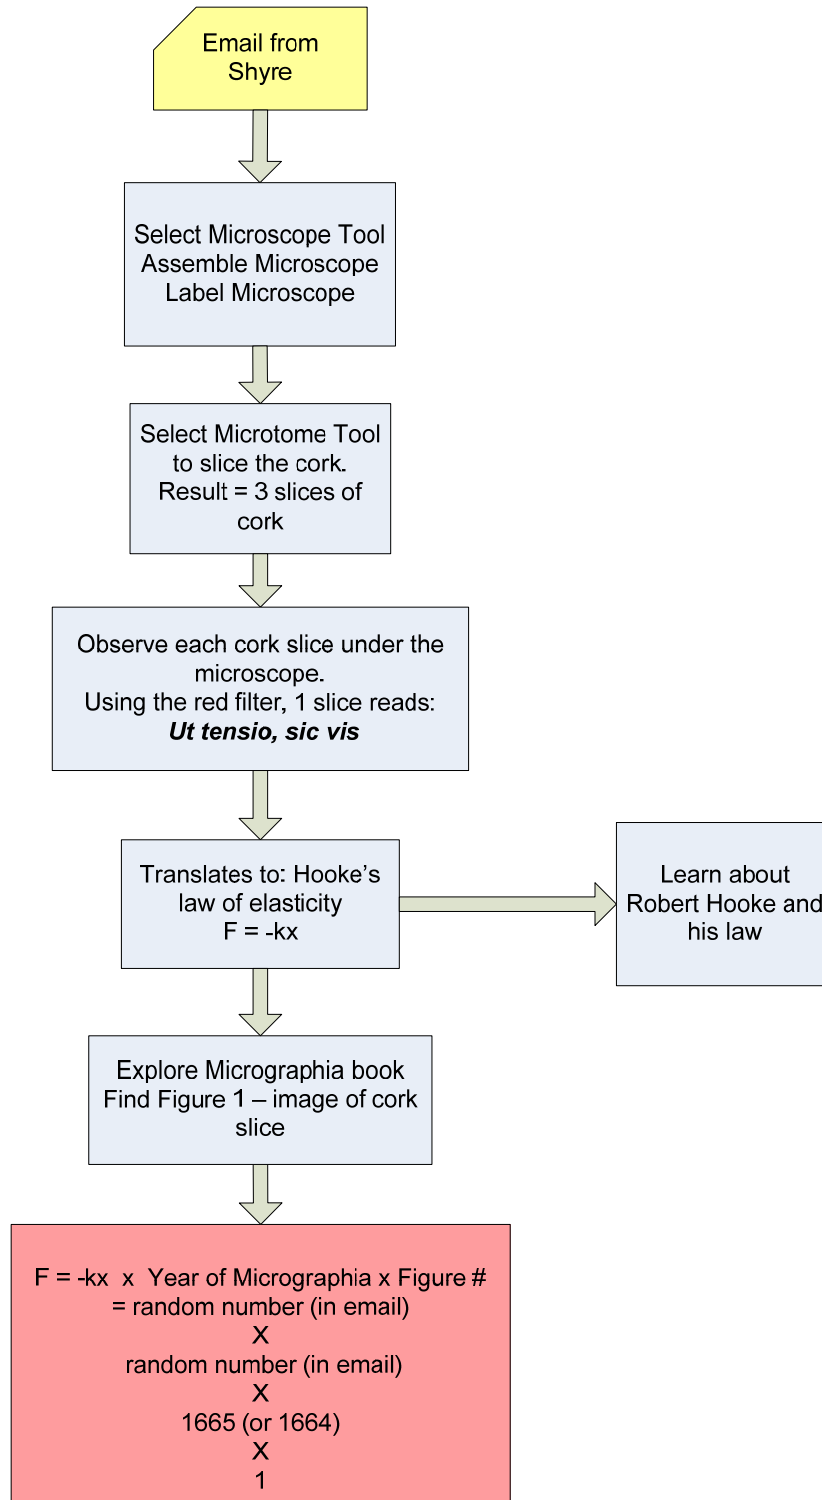 Email from
Shyre
Select Microscope Tool
Assemble Microscope
Label Microscope
Select Microtome Tool
to slice the cork.
Result = 3 slices of
cork
Observe each cork slice under the
microscope.
Using the red filter, 1 slice reads:
Ut tensio, sic vis
Translates to: Hooke's
law of elasticity
F = -kx
Learn about
Robert Hooke and
his law
Explore Micrographia book
Find Figure 1 – image of cork
slice
F = -kx x Year of Micrographia x Figure #
= random number (in email)
X
random number (in email)
X
1665 (or 1664)
X
1